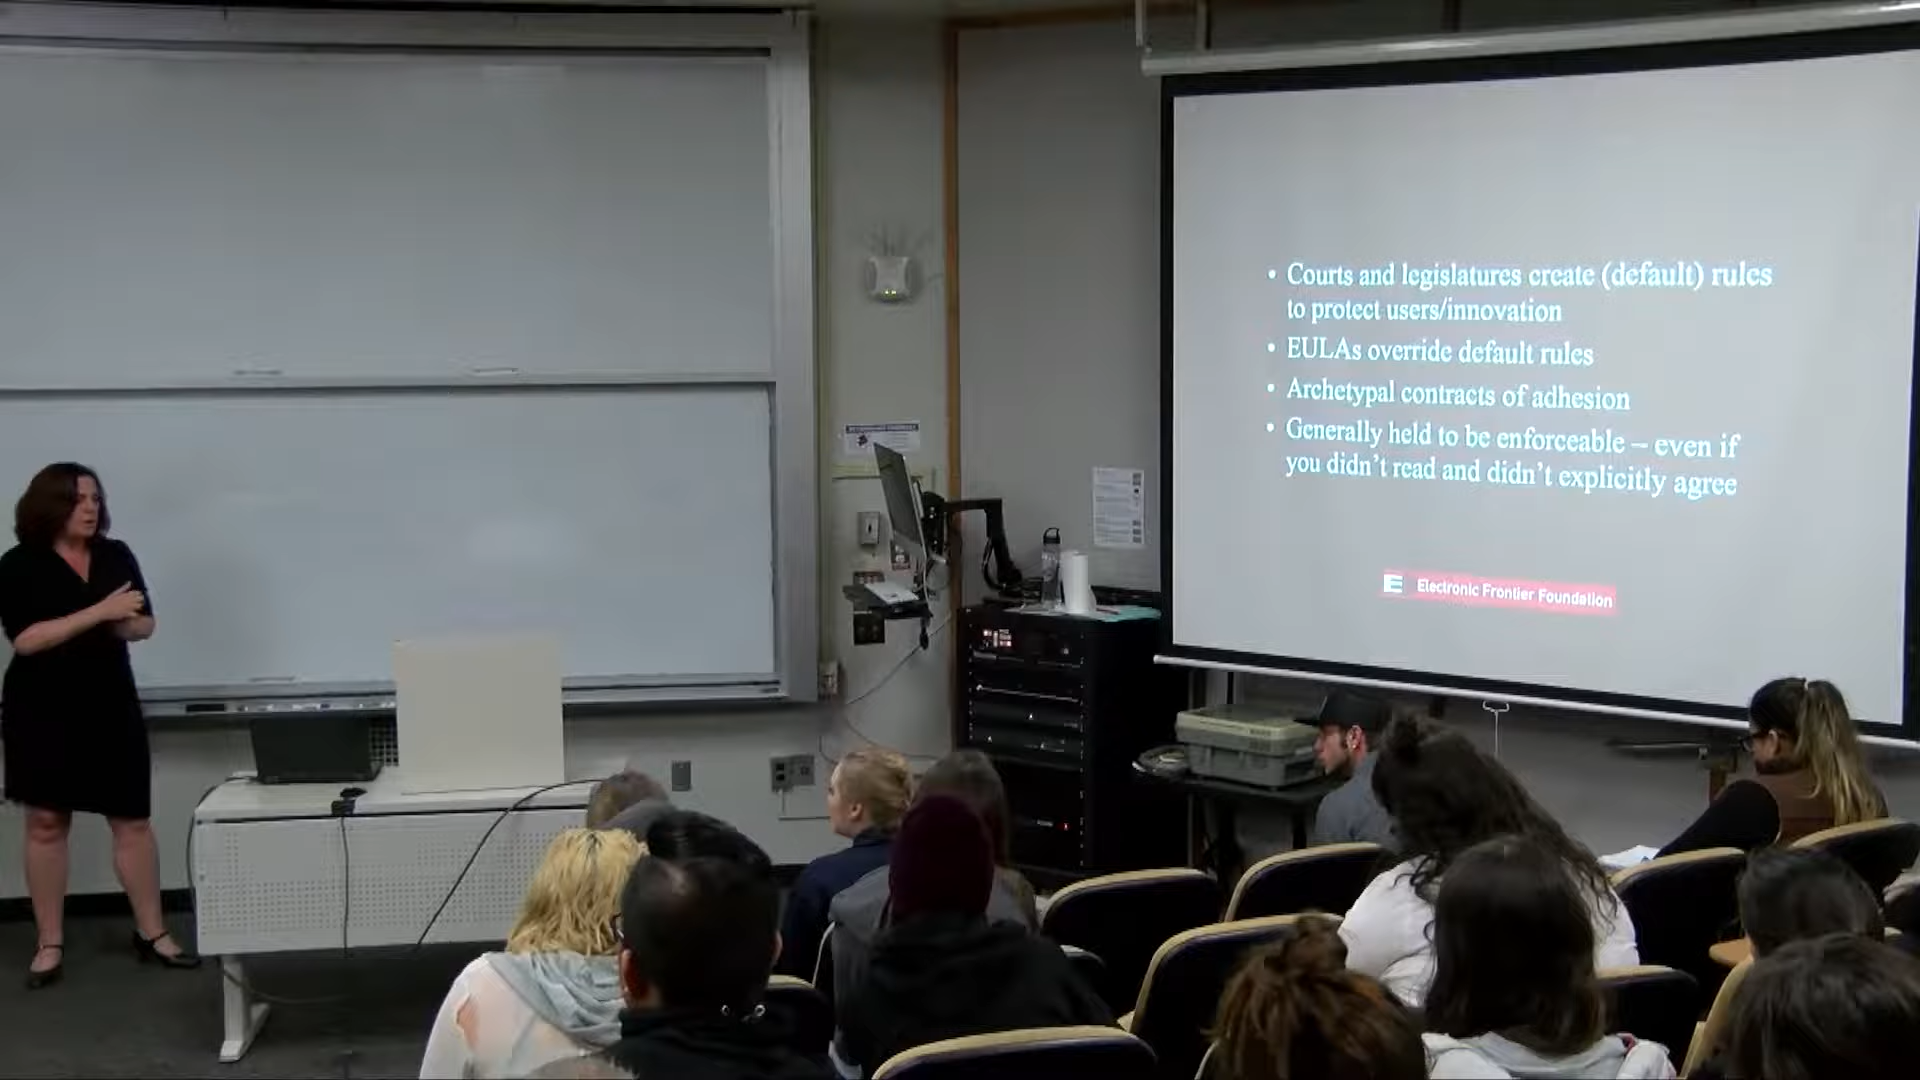 • Courts and legislatures create (default) rules
to protect users/innovation
• EULAs override default rules
• Archetypal contracts of adhesion
• Generally held to be enforceable – even if
you didn't read and didn't explicitly agree
Electronic Frontier Foundation